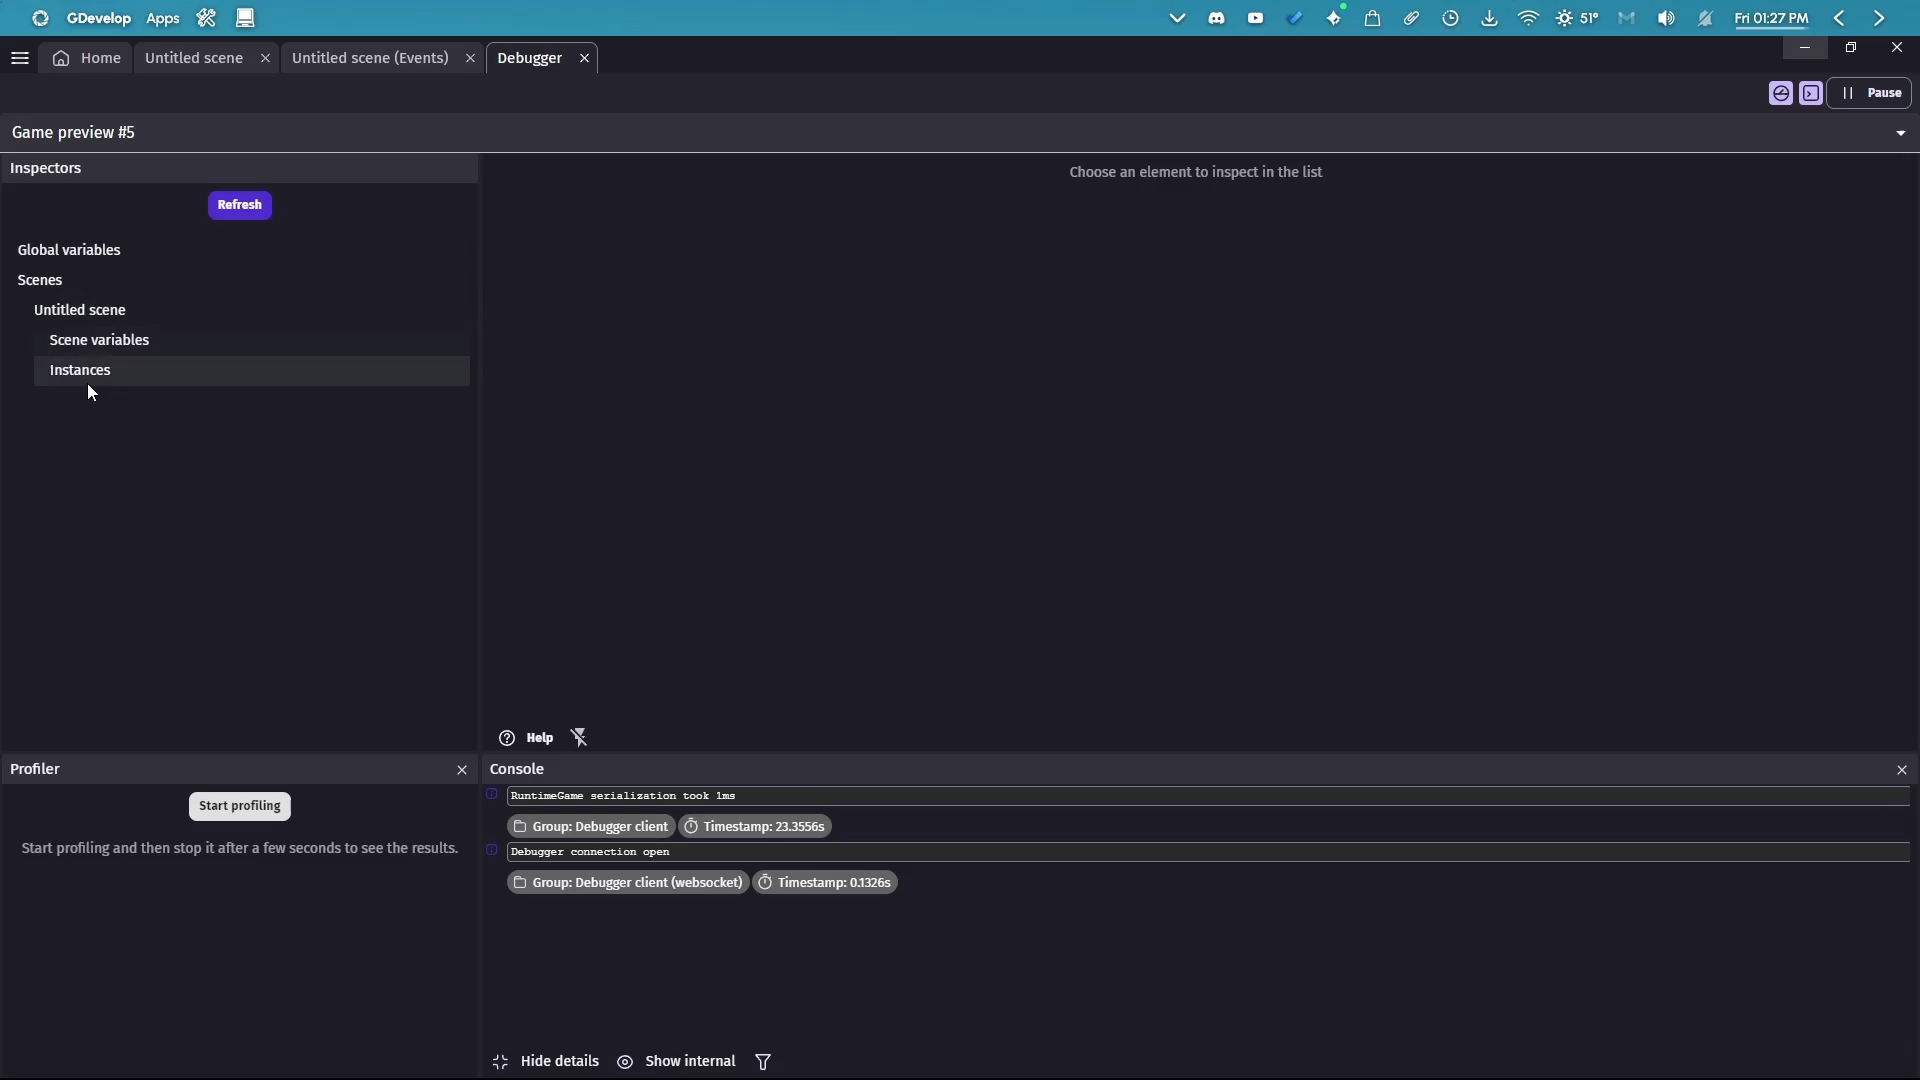 GDevelop Apps 51° Fri 01:27 PM
Home Untitled scene Untitled scene (Events) Debugger
Pause
Game preview #5
Inspectors
Choose an element to inspect in the list
Refresh
Global variables
Scenes
Untitled scene
Scene variables
Instances
Help
Profiler
Start profiling
Start profiling and then stop it after a few seconds to see the results.
Console
RuntimeGame serialization took 1ms
Group: Debugger client Timestamp: 23.3556s
Debugger connection open
Group: Debugger client (websocket) Timestamp: 0.1326s
Hide details Show internal